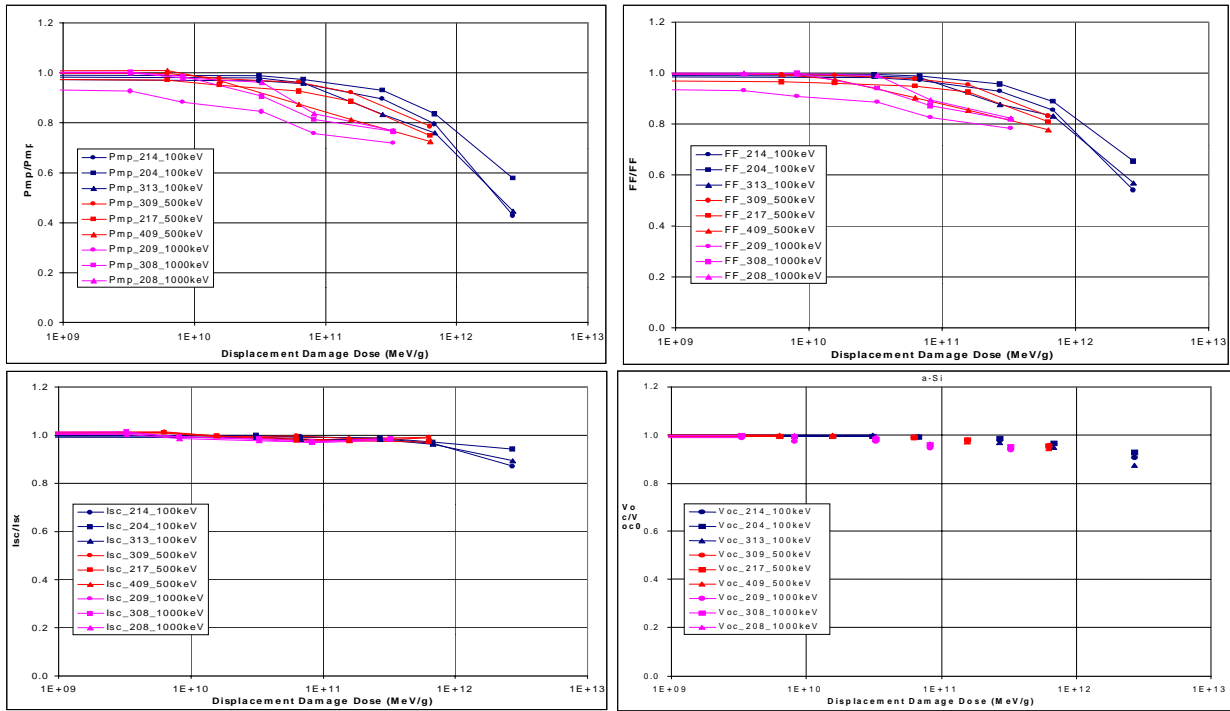 1.2
1.0
0.8
0.6
0.4
0.2
0.0
Pmp/Pmp
Pmp_214_100keV
Pmp_204_100keV
Pmp_313_100keV
Pmp_309_500keV
Pmp_217_500keV
Pmp_409_500keV
Pmp_209_1000keV
Pmp_308_1000keV
Pmp_208_1000keV
1E+09 1E+10 1E+11 1E+12 1E+13
Displacement Damage Dose (MeV/g)
1.2
1.0
0.8
0.6
0.4
0.2
0.0
FF/FF
FF_214_100keV
FF_204_100keV
FF_313_100keV
FF_309_500keV
FF_217_500keV
FF_409_500keV
FF_209_1000keV
FF_308_1000keV
FF_208_1000keV
1E+09 1E+10 1E+11 1E+12 1E+13
Displacement Damage Dose (MeV/g)
1.2
1.0
0.8
0.6
0.4
0.2
0.0
Isc/Isc
Isc_214_100keV
Isc_204_100keV
Isc_313_100keV
Isc_309_500keV
Isc_217_500keV
Isc_409_500keV
Isc_209_1000keV
Isc_308_1000keV
Isc_208_1000keV
1E+09 1E+10 1E+11 1E+12 1E+13
Displacement Damage Dose (MeV/g)
a-Si
1.2
1.0
0.8
0.6
0.4
0.2
0.0
Vo
c/V
oc0
Voc_214_100keV
Voc_204_100keV
Voc_313_100keV
Voc_309_500keV
Voc_217_500keV
Voc_409_500keV
Voc_209_1000keV
Voc_308_1000keV
Voc_208_1000keV
1E+09 1E+10 1E+11 1E+12 1E+13
Displacement Damage Dose (MeV/g)